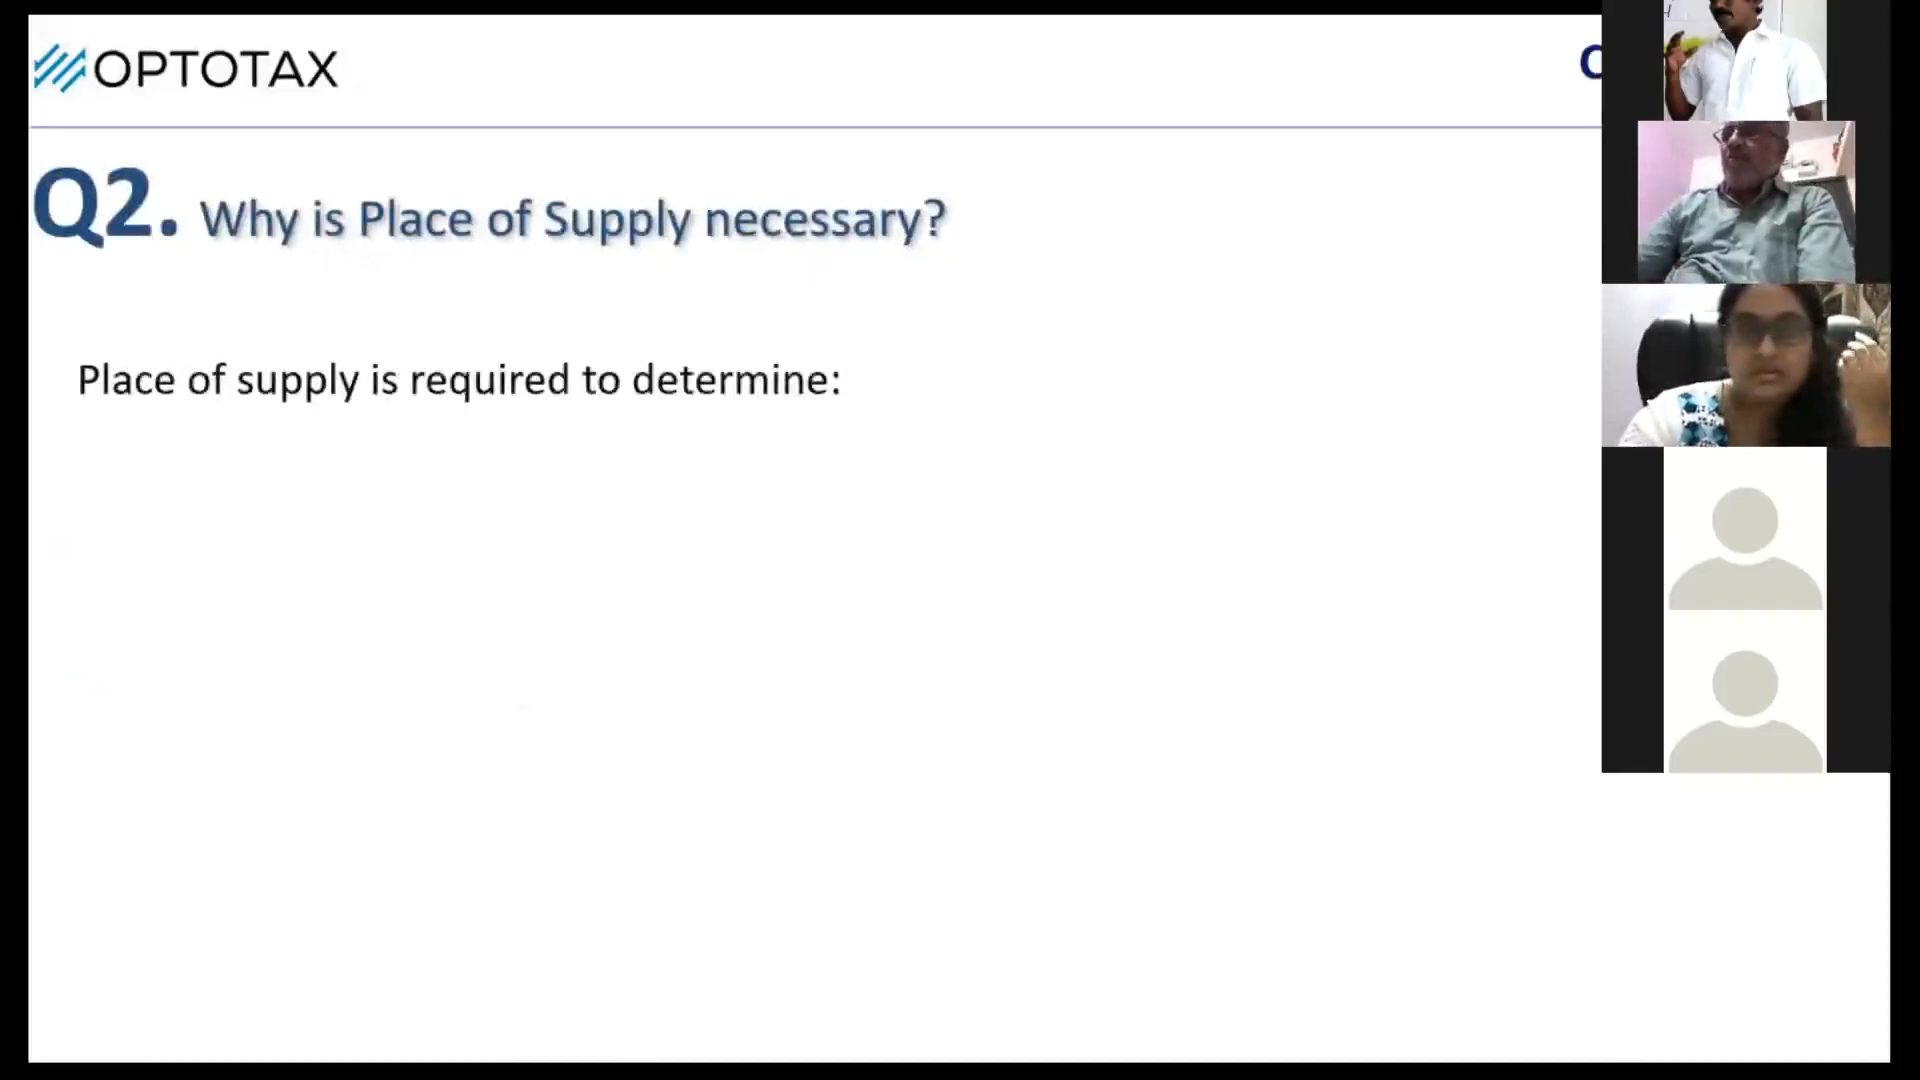 OPTOTAX
Q2. Why is Place of Supply necessary?
Place of supply is required to determine: